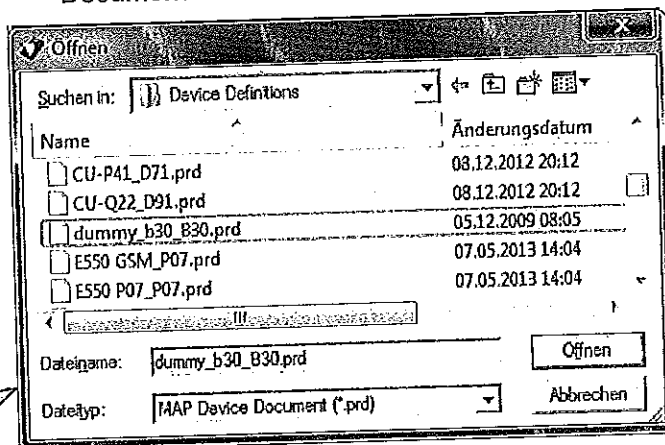 Document
Öffnen
Suchen in: Device Defintions
Name Änderungsdatum
CU-P41_D71.prd 08.12.2012 20:12
CU-Q22_D91.prd 08.12.2012 20:12
dummy_b30_B30.prd 05.12.2009 08:05
E550 GSM_P07.prd 07.05.2013 14:04
E550 P07_P07.prd 07.05.2013 14:04
Dateiname: dummy_b30_B30.prd Öffnen
Dateityp: MAP Device Document (*.prd) Abbrechen